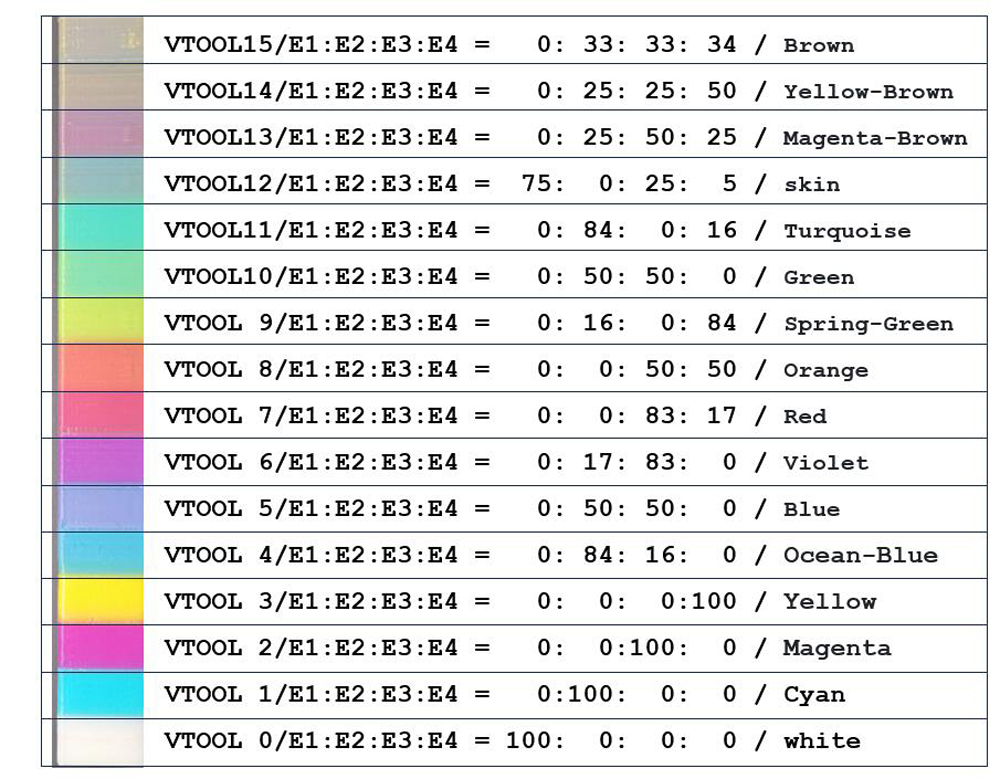 VTOOL15/E1:E2:E3:E4 =   0: 33: 33: 34 / Brown
VTOOL14/E1:E2:E3:E4 =   0: 25: 25: 50 / Yellow-Brown
VTOOL13/E1:E2:E3:E4 =   0: 25: 50: 25 / Magenta-Brown
VTOOL12/E1:E2:E3:E4 =  75:  0: 25:  5 / skin
VTOOL11/E1:E2:E3:E4 =   0: 84:  0: 16 / Turquoise
VTOOL10/E1:E2:E3:E4 =   0: 50: 50:  0 / Green
VTOOL 9/E1:E2:E3:E4 =   0: 16:  0: 84 / Spring-Green
VTOOL 8/E1:E2:E3:E4 =   0:  0: 50: 50 / Orange
VTOOL 7/E1:E2:E3:E4 =   0:  0: 83: 17 / Red
VTOOL 6/E1:E2:E3:E4 =   0: 17: 83:  0 / Violet
VTOOL 5/E1:E2:E3:E4 =   0: 50: 50:  0 / Blue
VTOOL 4/E1:E2:E3:E4 =   0: 84: 16:  0 / Ocean-Blue
VTOOL 3/E1:E2:E3:E4 =   0:  0:  0:100 / Yellow
VTOOL 2/E1:E2:E3:E4 =   0:  0:100:  0 / Magenta
VTOOL 1/E1:E2:E3:E4 =   0:100:  0:  0 / Cyan
VTOOL 0/E1:E2:E3:E4 = 100:  0:  0:  0 / white